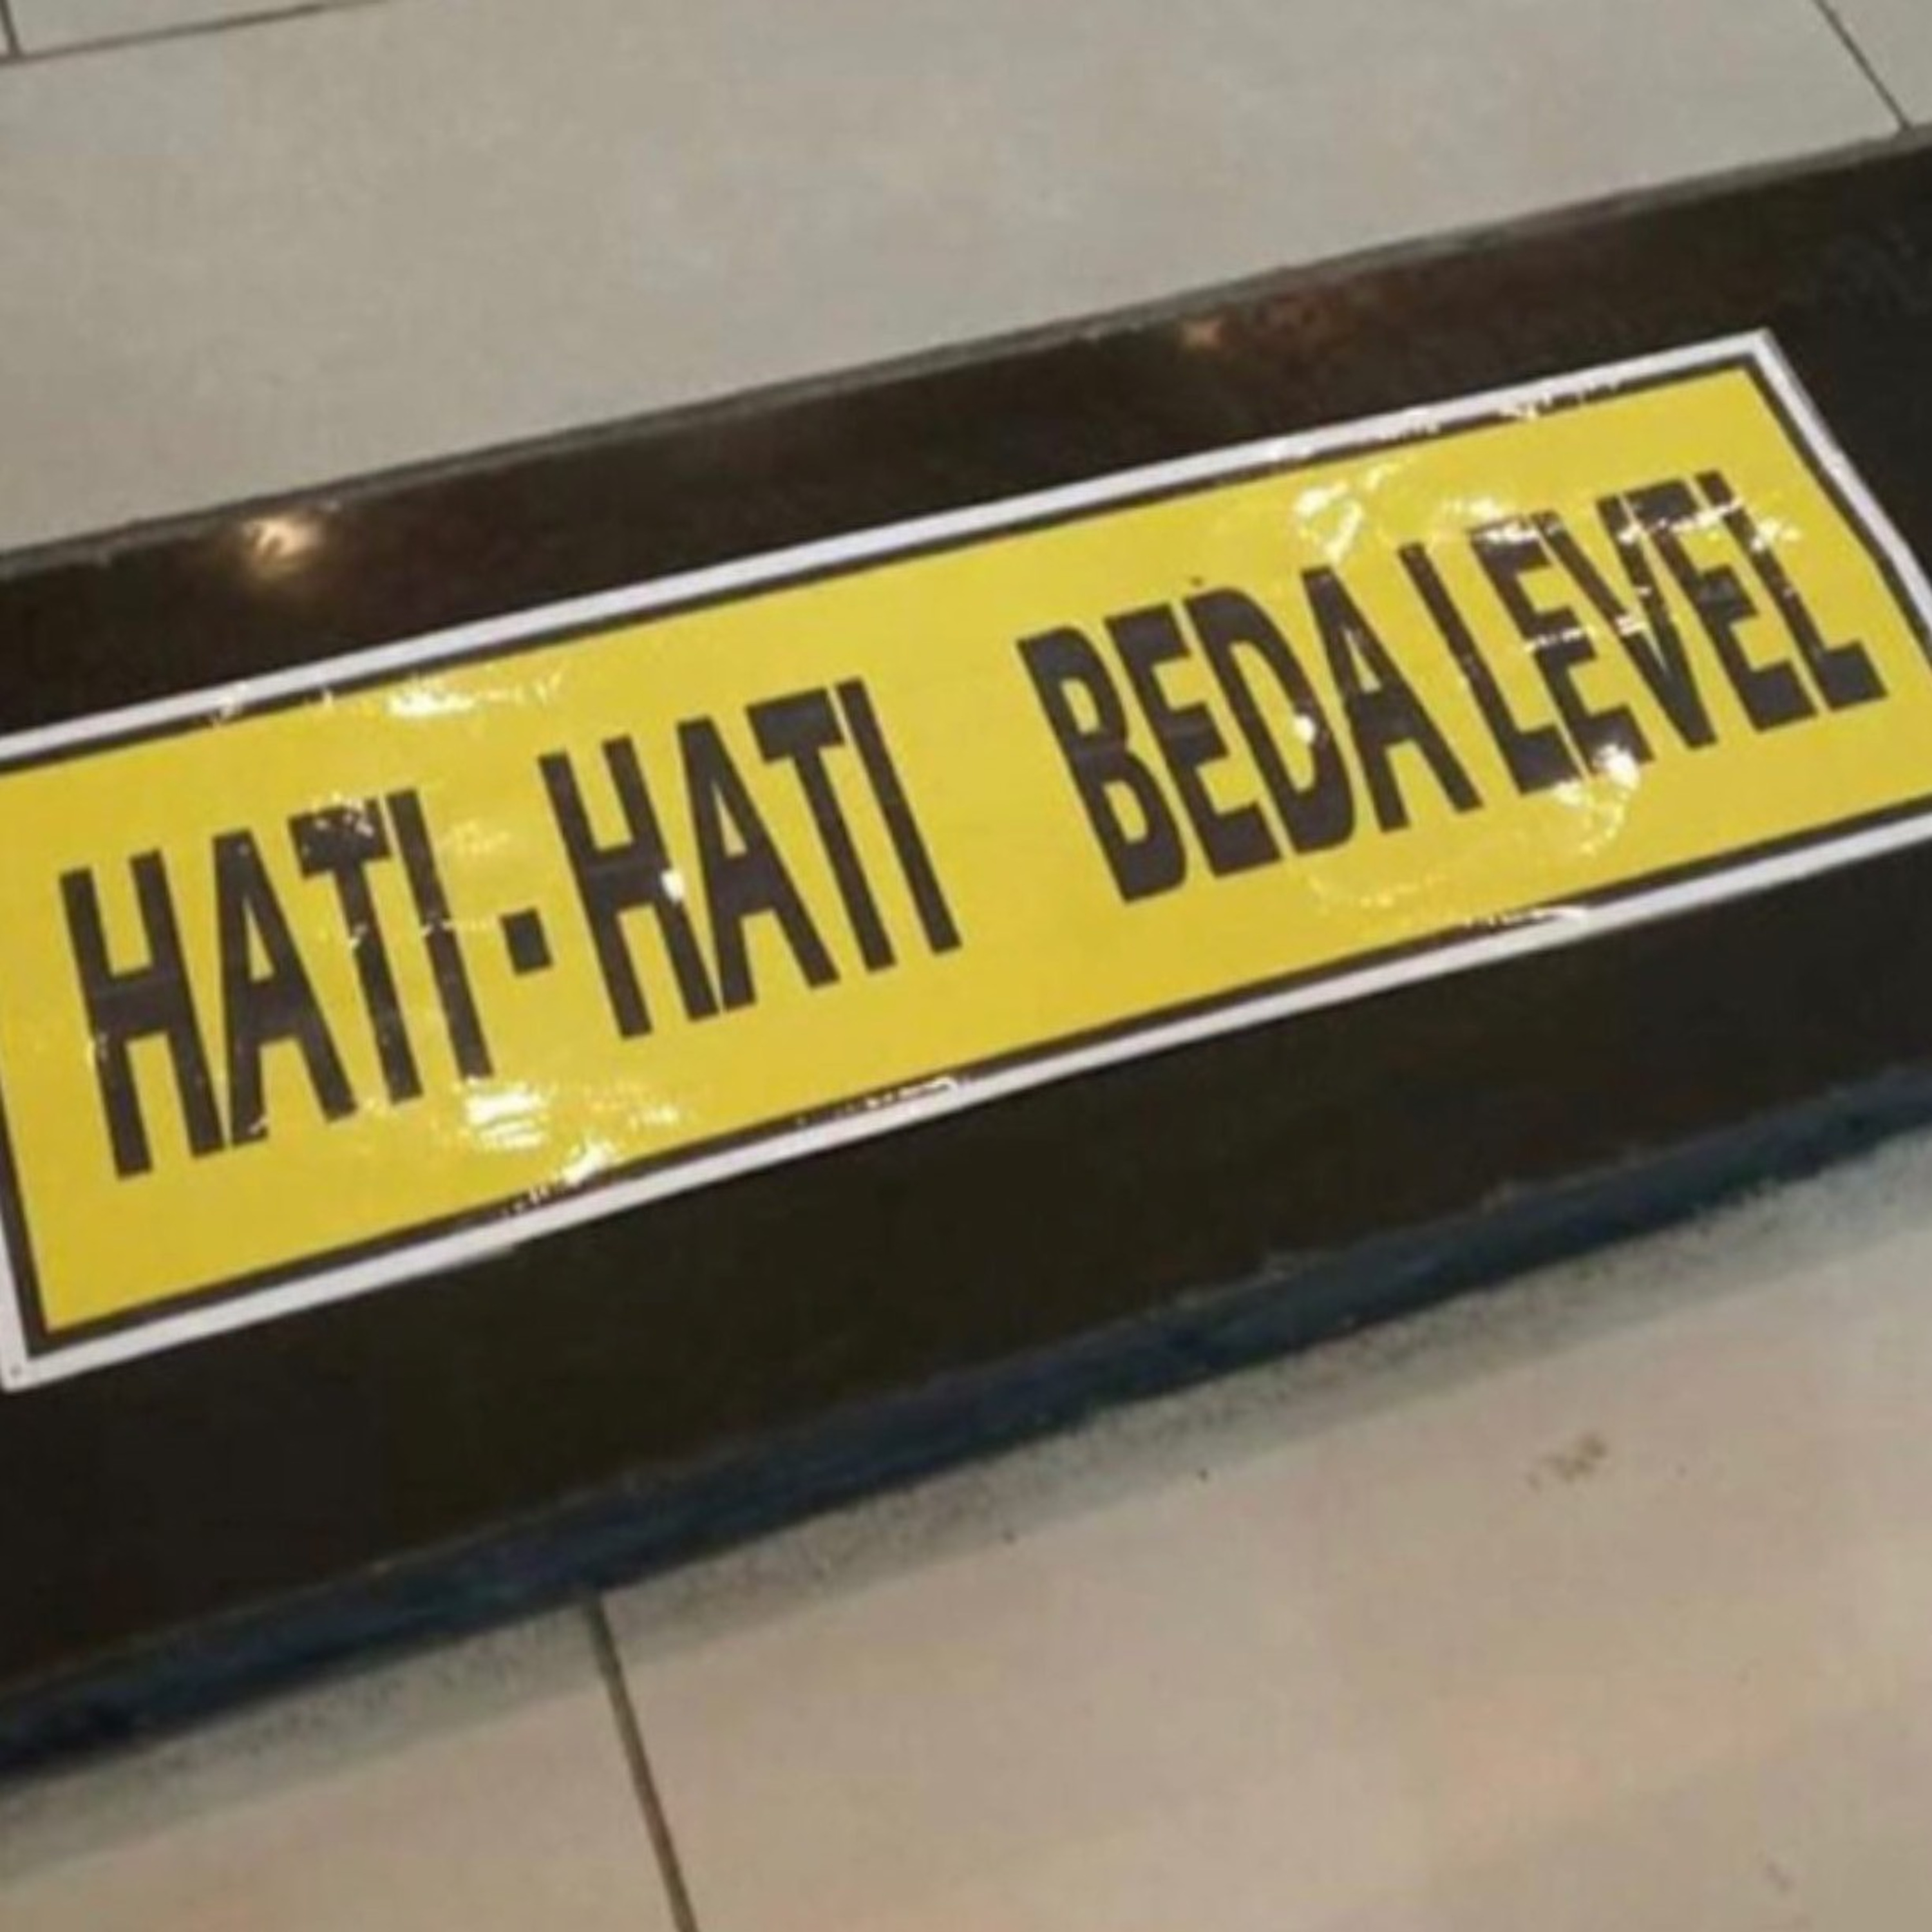 HATI - HATI BEDA LEVEL